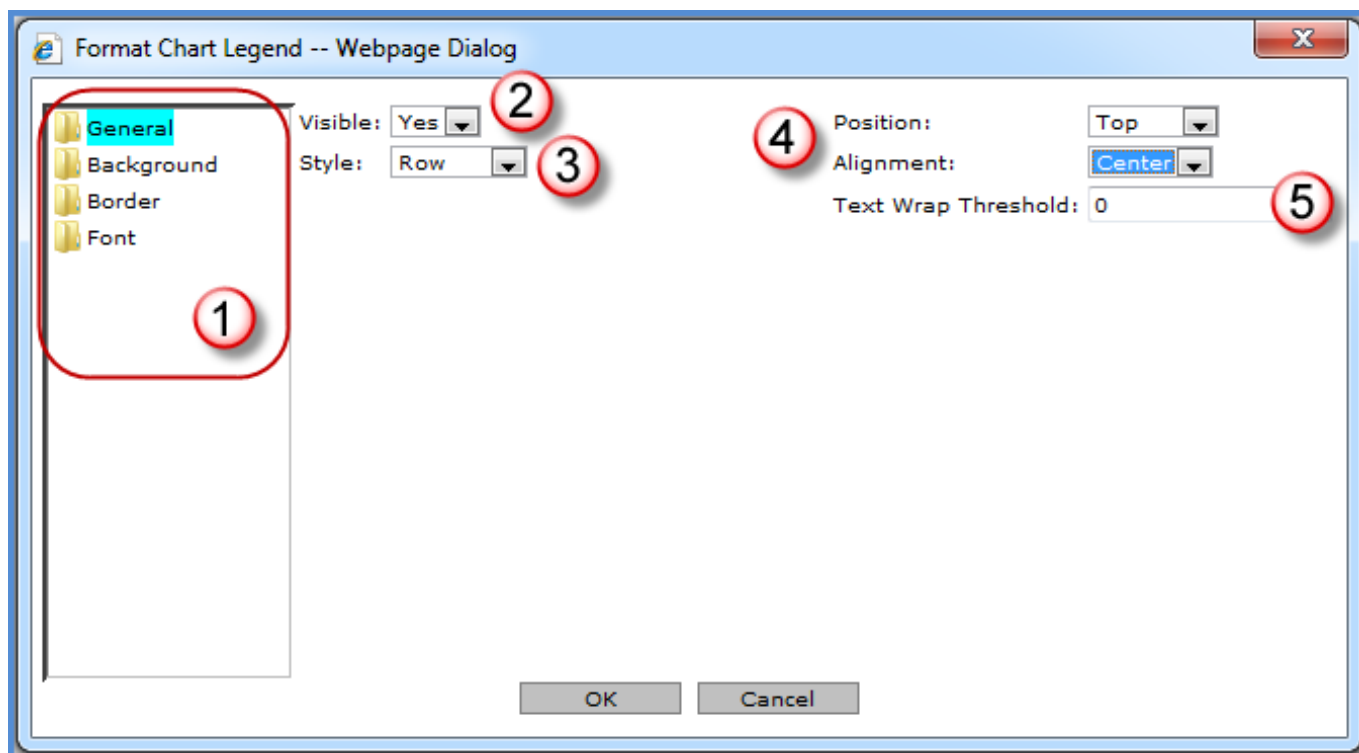 Format Chart Legend -- Webpage Dialog
General
Background
Border
Font
1
Visible: Yes
2
Style: Row
3
4
Position: Top
Alignment: Center
Text Wrap Threshold: 0
5
OK
Cancel